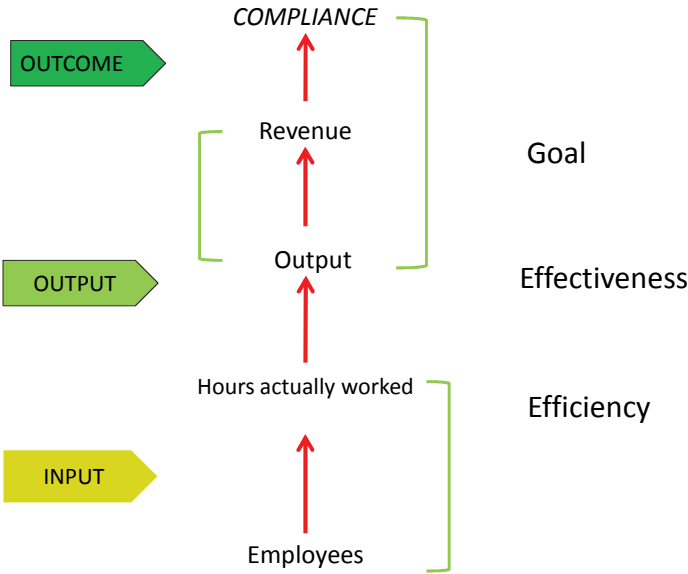 COMPLIANCE
OUTCOME
Revenue
Goal
Output
OUTPUT
Effectiveness
Hours actually worked
Efficiency
INPUT
Employees